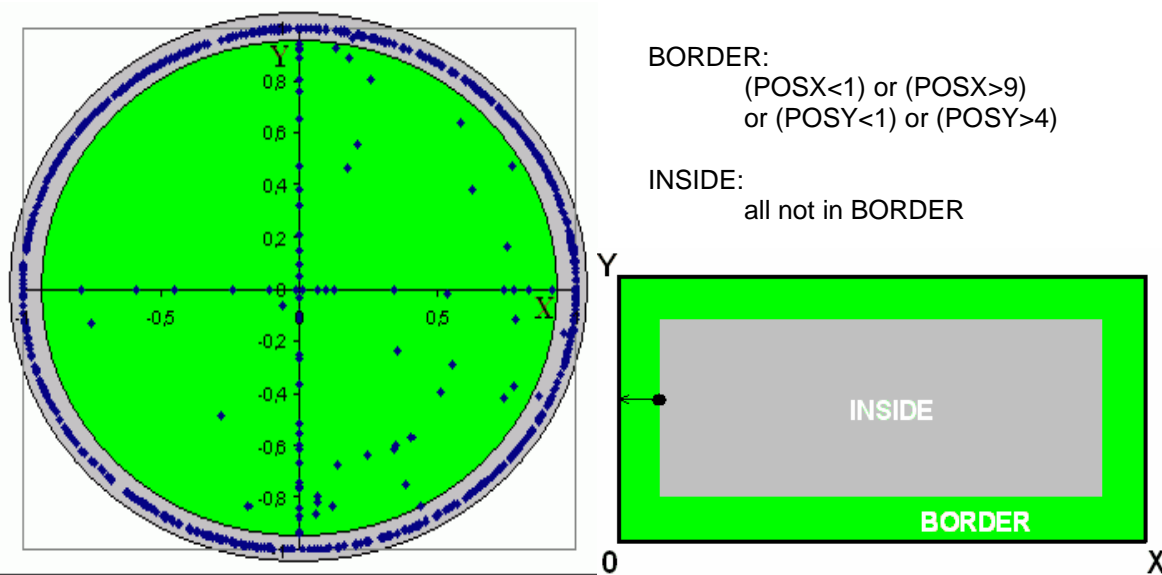 Y
0,8
0,6
0,4
0,2
0
-0,5
0,5
X
-0,2
-0,4
-0,6
-0,8
BORDER:
(POSX<1) or (POSX>9)
or (POSY<1) or (POSY>4)
INSIDE:
all not in BORDER
Y
INSIDE
BORDER
0
X